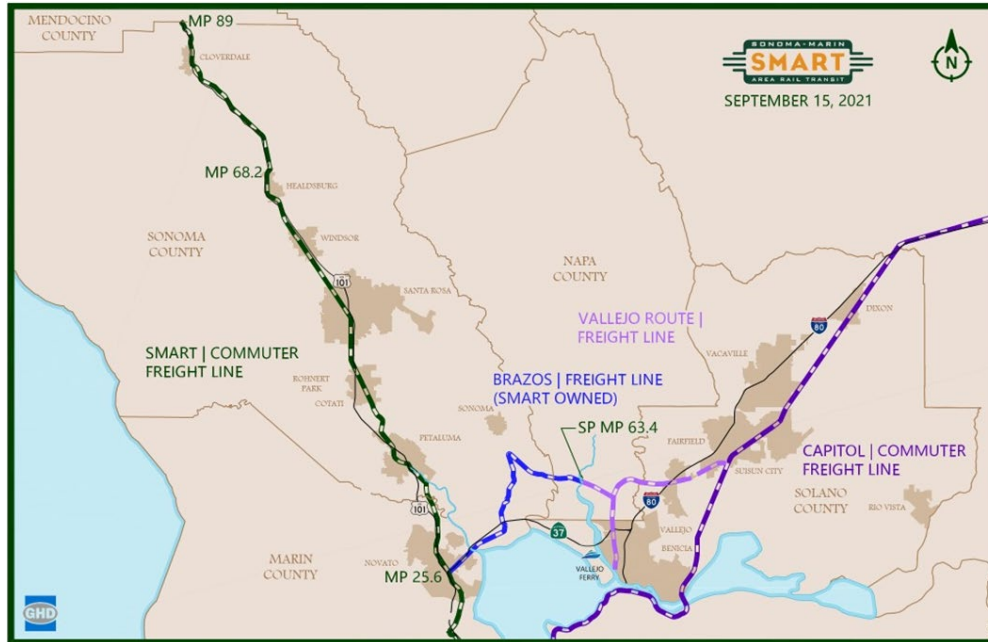 MENDOCINO
COUNTY
MP 89
CLOVERDALE
SONOMA-MARIN
SMART
AREA RAIL TRANSIT
SEPTEMBER 15, 2021
N
MP 68.2
HEALDSBURG
SONOMA
COUNTY
WINDSOR
101
SANTA ROSA
NAPA
COUNTY
DIXON
80
VALLEJO ROUTE |
FREIGHT LINE
VACAVILLE
SMART | COMMUTER
FREIGHT LINE
ROHNERT
PARK
COTATI
BRAZOS | FREIGHT LINE
(SMART OWNED)
SONOMA
SP MP 63.4
PETALUMA
FAIRFIELD
SUISUN CITY
CAPITOL | COMMUTER
FREIGHT LINE
SOLANO
COUNTY
RIO VISTA
101
80
37
VALLEJO
BENICIA
VALLEJO
FERRY
MARIN
COUNTY
NOVATO
MP 25.6
GHD